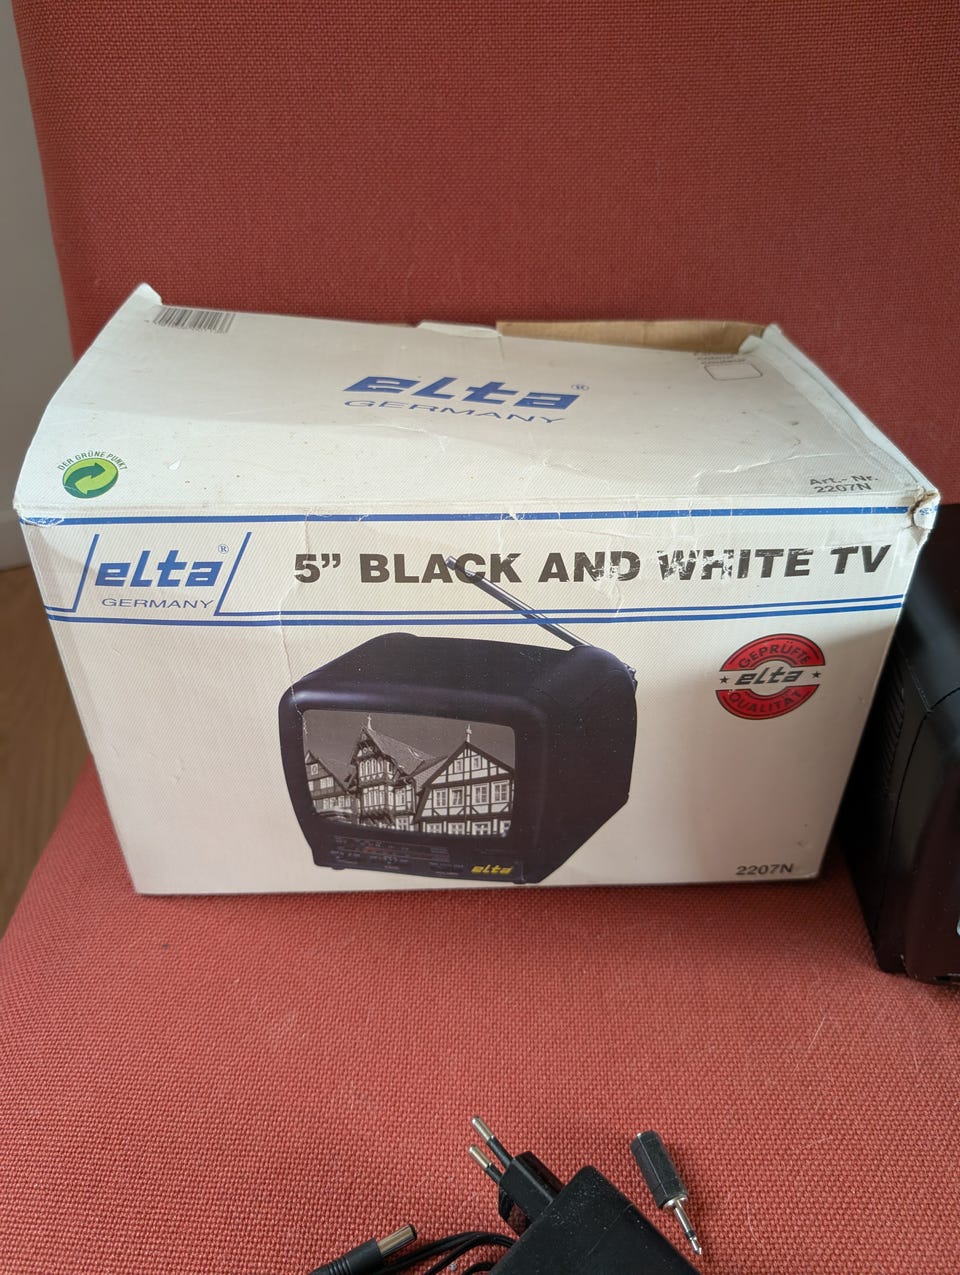 elta®
GERMANY
DER GRÜNE PUNKT
Art.- Nr.
2207N
elta®
GERMANY
5” BLACK AND WHITE TV
GEPRÜFTE
elta
QUALITÄT
elta
2207N